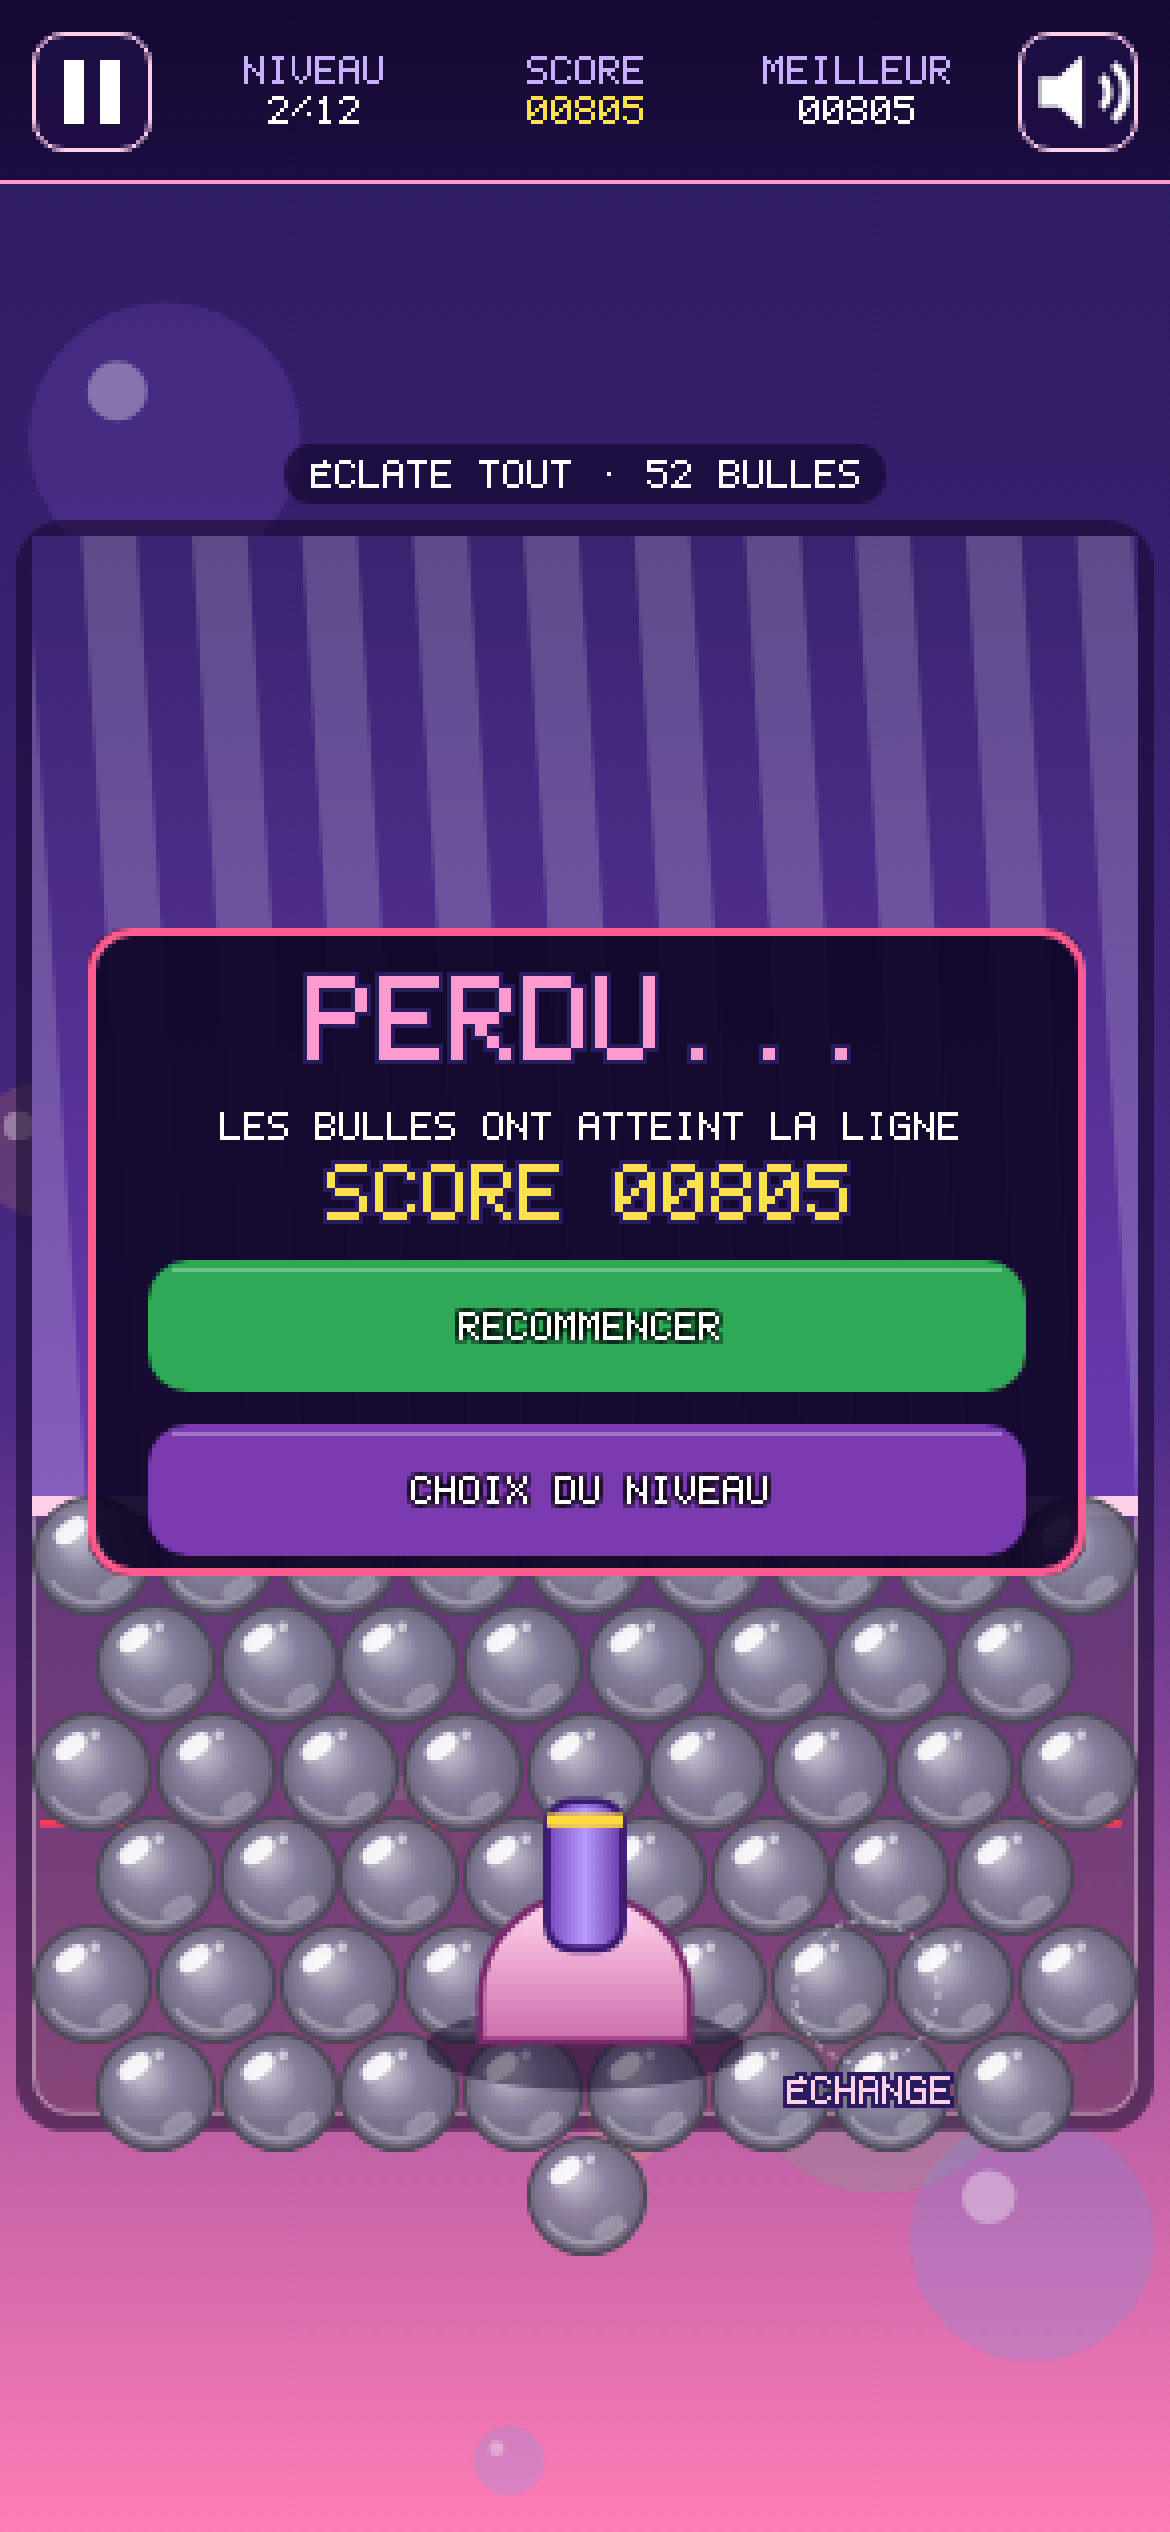 NIVEAU
2/12
SCORE
00805
MEILLEUR
00805
ÉCLATE TOUT · 52 BULLES
PERDU...
LES BULLES ONT ATTEINT LA LIGNE
SCORE 00805
RECOMMENCER
CHOIX DU NIVEAU
ÉCHANGE